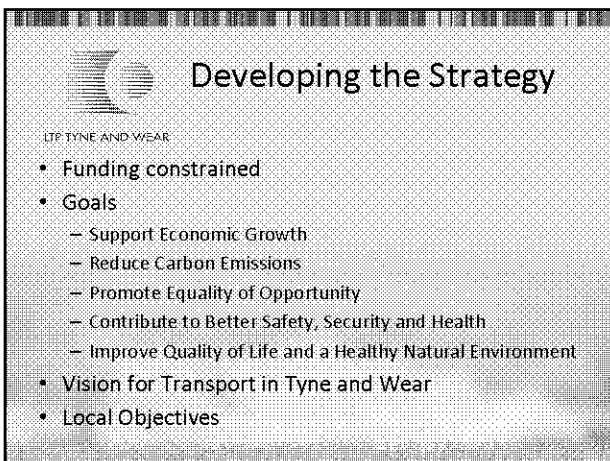 Developing the Strategy
LTP TYNE AND WEAR
• Funding constrained
• Goals
– Support Economic Growth
– Reduce Carbon Emissions
– Promote Equality of Opportunity
– Contribute to Better Safety, Security and Health
– Improve Quality of Life and a Healthy Natural Environment
• Vision for Transport in Tyne and Wear
• Local Objectives